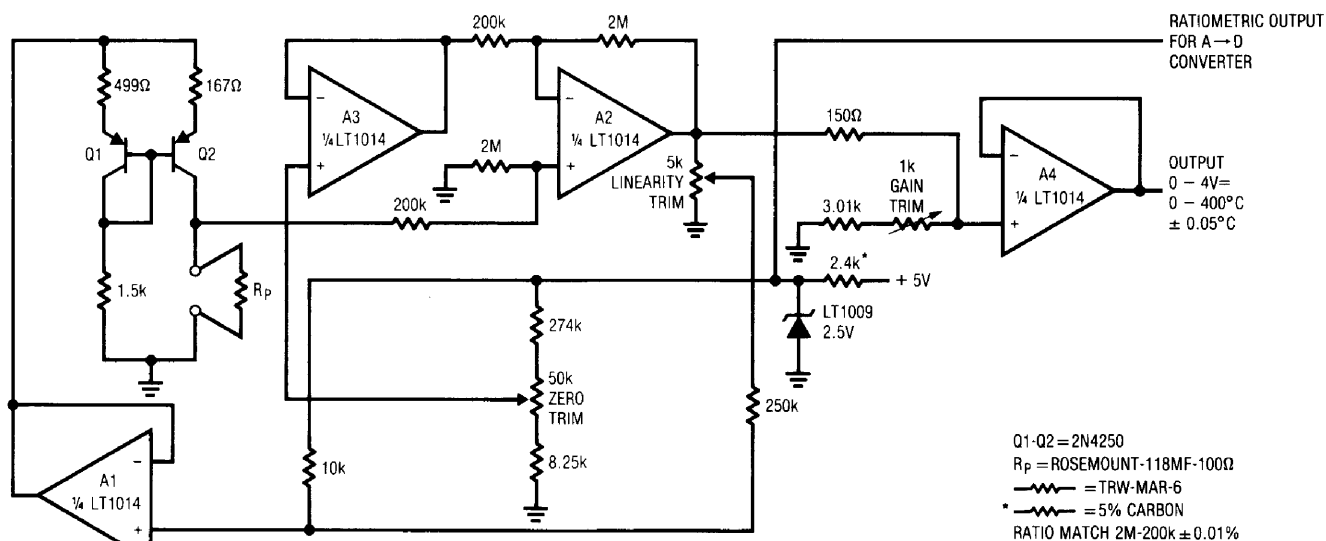 200k
2M
RATIOMETRIC OUTPUT
FOR A→D
CONVERTER
499Ω
167Ω
–
A3
¼ LT1014
+
–
A2
¼ LT1014
+
150Ω
–
A4
¼ LT1014
+
Q1
Q2
2M
5k
LINEARITY
TRIM
1k
GAIN
TRIM
OUTPUT
0 – 4V=
0 – 400°C
± 0.05°C
200k
3.01k
1.5k
RP
2.4k*
+ 5V
LT1009
2.5V
274k
50k
ZERO
TRIM
250k
–
A1
¼ LT1014
+
10k
8.25k
Q1-Q2 = 2N4250
RP = ROSEMOUNT-118MF-100Ω
= TRW-MAR-6
* = 5% CARBON
RATIO MATCH 2M-200k ± 0.01%